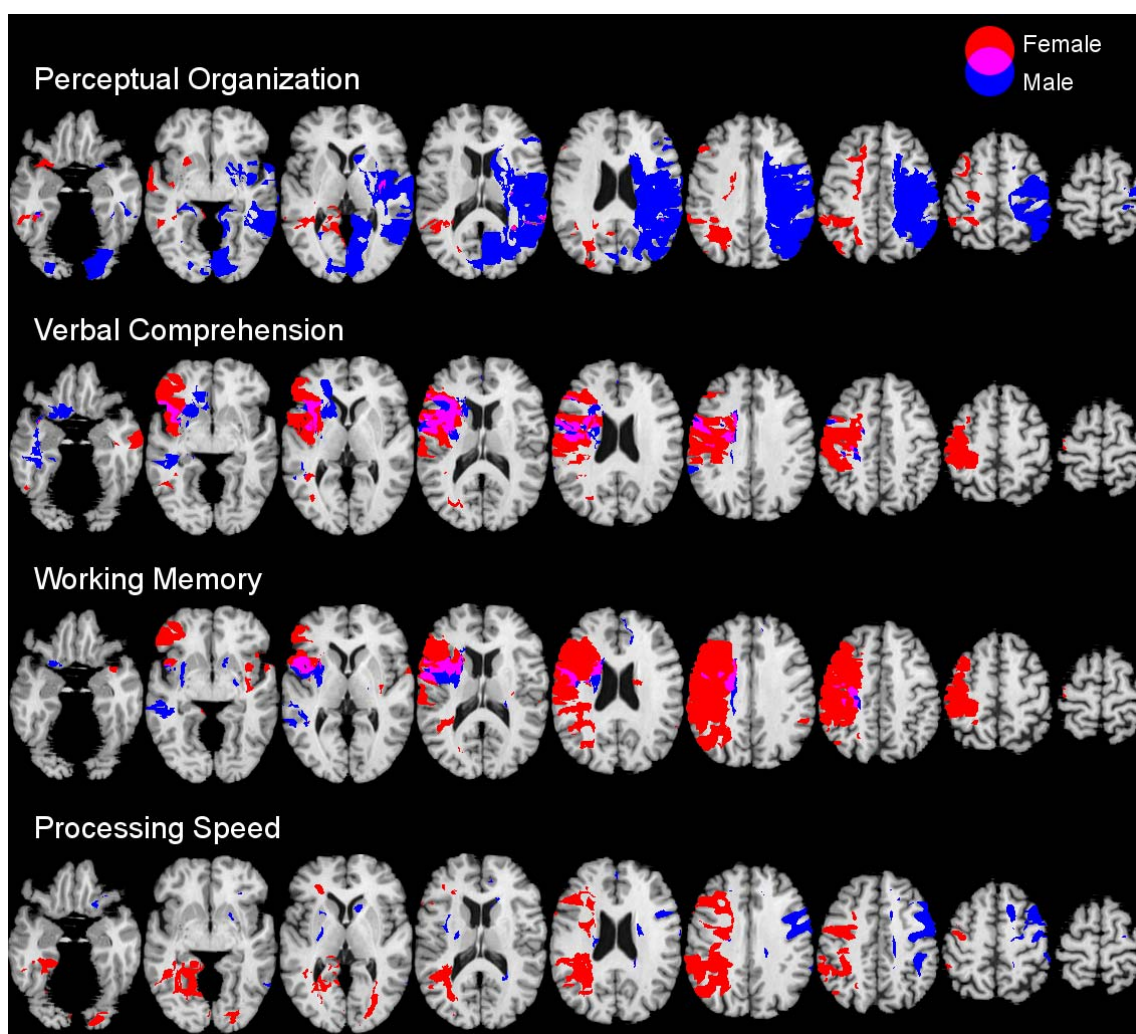 Female
Male
Perceptual Organization
Verbal Comprehension
Working Memory
Processing Speed